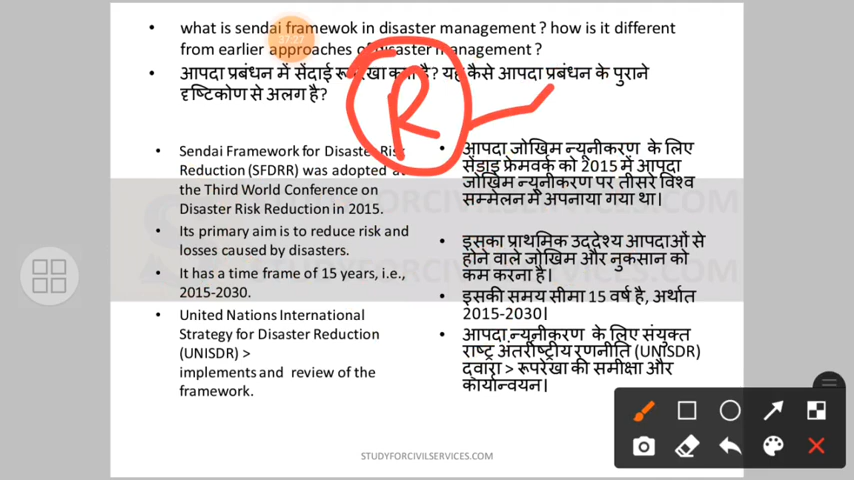 what is sendai framewok in disaster management ? how is it different
from earlier approaches of disaster management ?
आपदा प्रबंधन में सेंदाई रूपरेखा क्या है? यह कैसे आपदा प्रबंधन के पुराने
दृष्टिकोण से अलग है?
R
Sendai Framework for Disaster Risk
Reduction (SFDRR) was adopted at
the Third World Conference on
Disaster Risk Reduction in 2015.
Its primary aim is to reduce risk and
losses caused by disasters.
It has a time frame of 15 years, i.e.,
2015-2030.
United Nations International
Strategy for Disaster Reduction
(UNISDR) >
implements and review of the
framework.
आपदा जोखिम न्यूनीकरण के लिए
सेंडाइ फ्रेमवर्क को 2015 में आपदा
जोखिम न्यूनीकरण पर तीसरे विश्व
सम्मेलन में अपनाया गया था।
इसका प्राथमिक उद्देश्य आपदाओं से
होने वाले जोखिम और नुकसान को
कम करना है।
इसकी समय सीमा 15 वर्ष है, अर्थात
2015-2030।
आपदा न्यूनीकरण के लिए संयुक्त
राष्ट्र अंतर्राष्ट्रीय रणनीति (UNISDR)
द्वारा > रूपरेखा की समीक्षा और
कार्यान्वयन।
STUDYFORCIVILSERVICES.COM